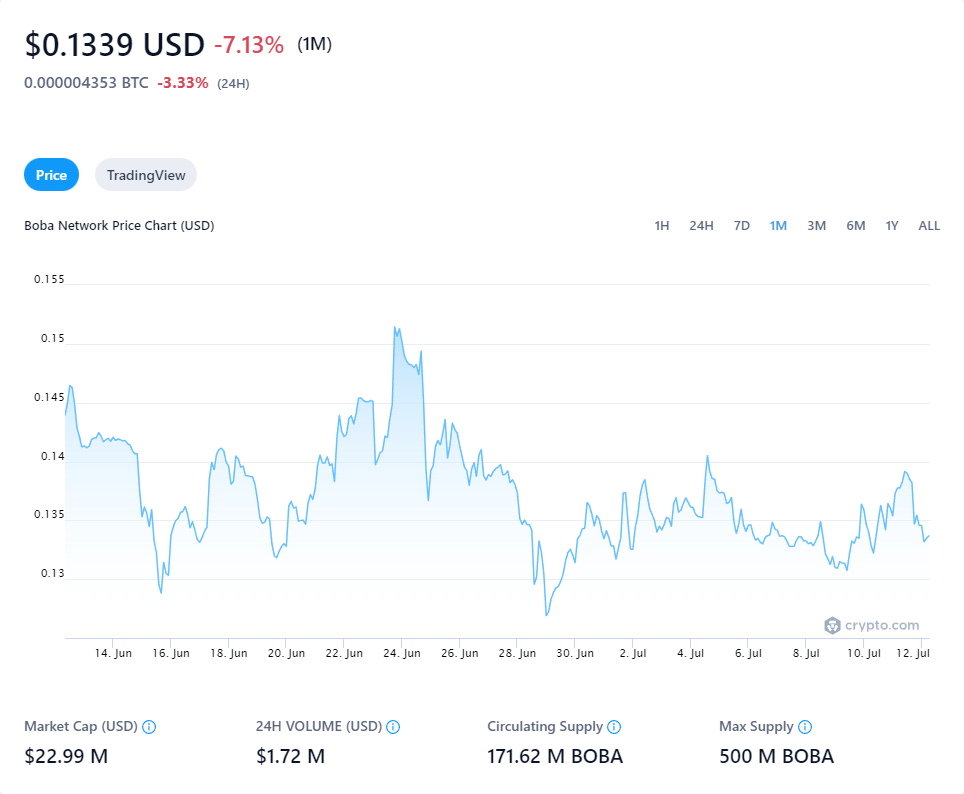 $0.1339 USD -7.13% (1M)
0.000004353 BTC -3.33% (24H)
Price TradingView
Boba Network Price Chart (USD) 1H 24H 7D 1M 3M 6M 1Y ALL
0.155
0.15
0.145
0.14
0.135
0.13
crypto.com
14. Jun 16. Jun 18. Jun 20. Jun 22. Jun 24. Jun 26. Jun 28. Jun 30. Jun 2. Jul 4. Jul 6. Jul 8. Jul 10. Jul 12. Jul
Market Cap (USD) 24H VOLUME (USD) Circulating Supply Max Supply
$22.99 M $1.72 M 171.62 M BOBA 500 M BOBA